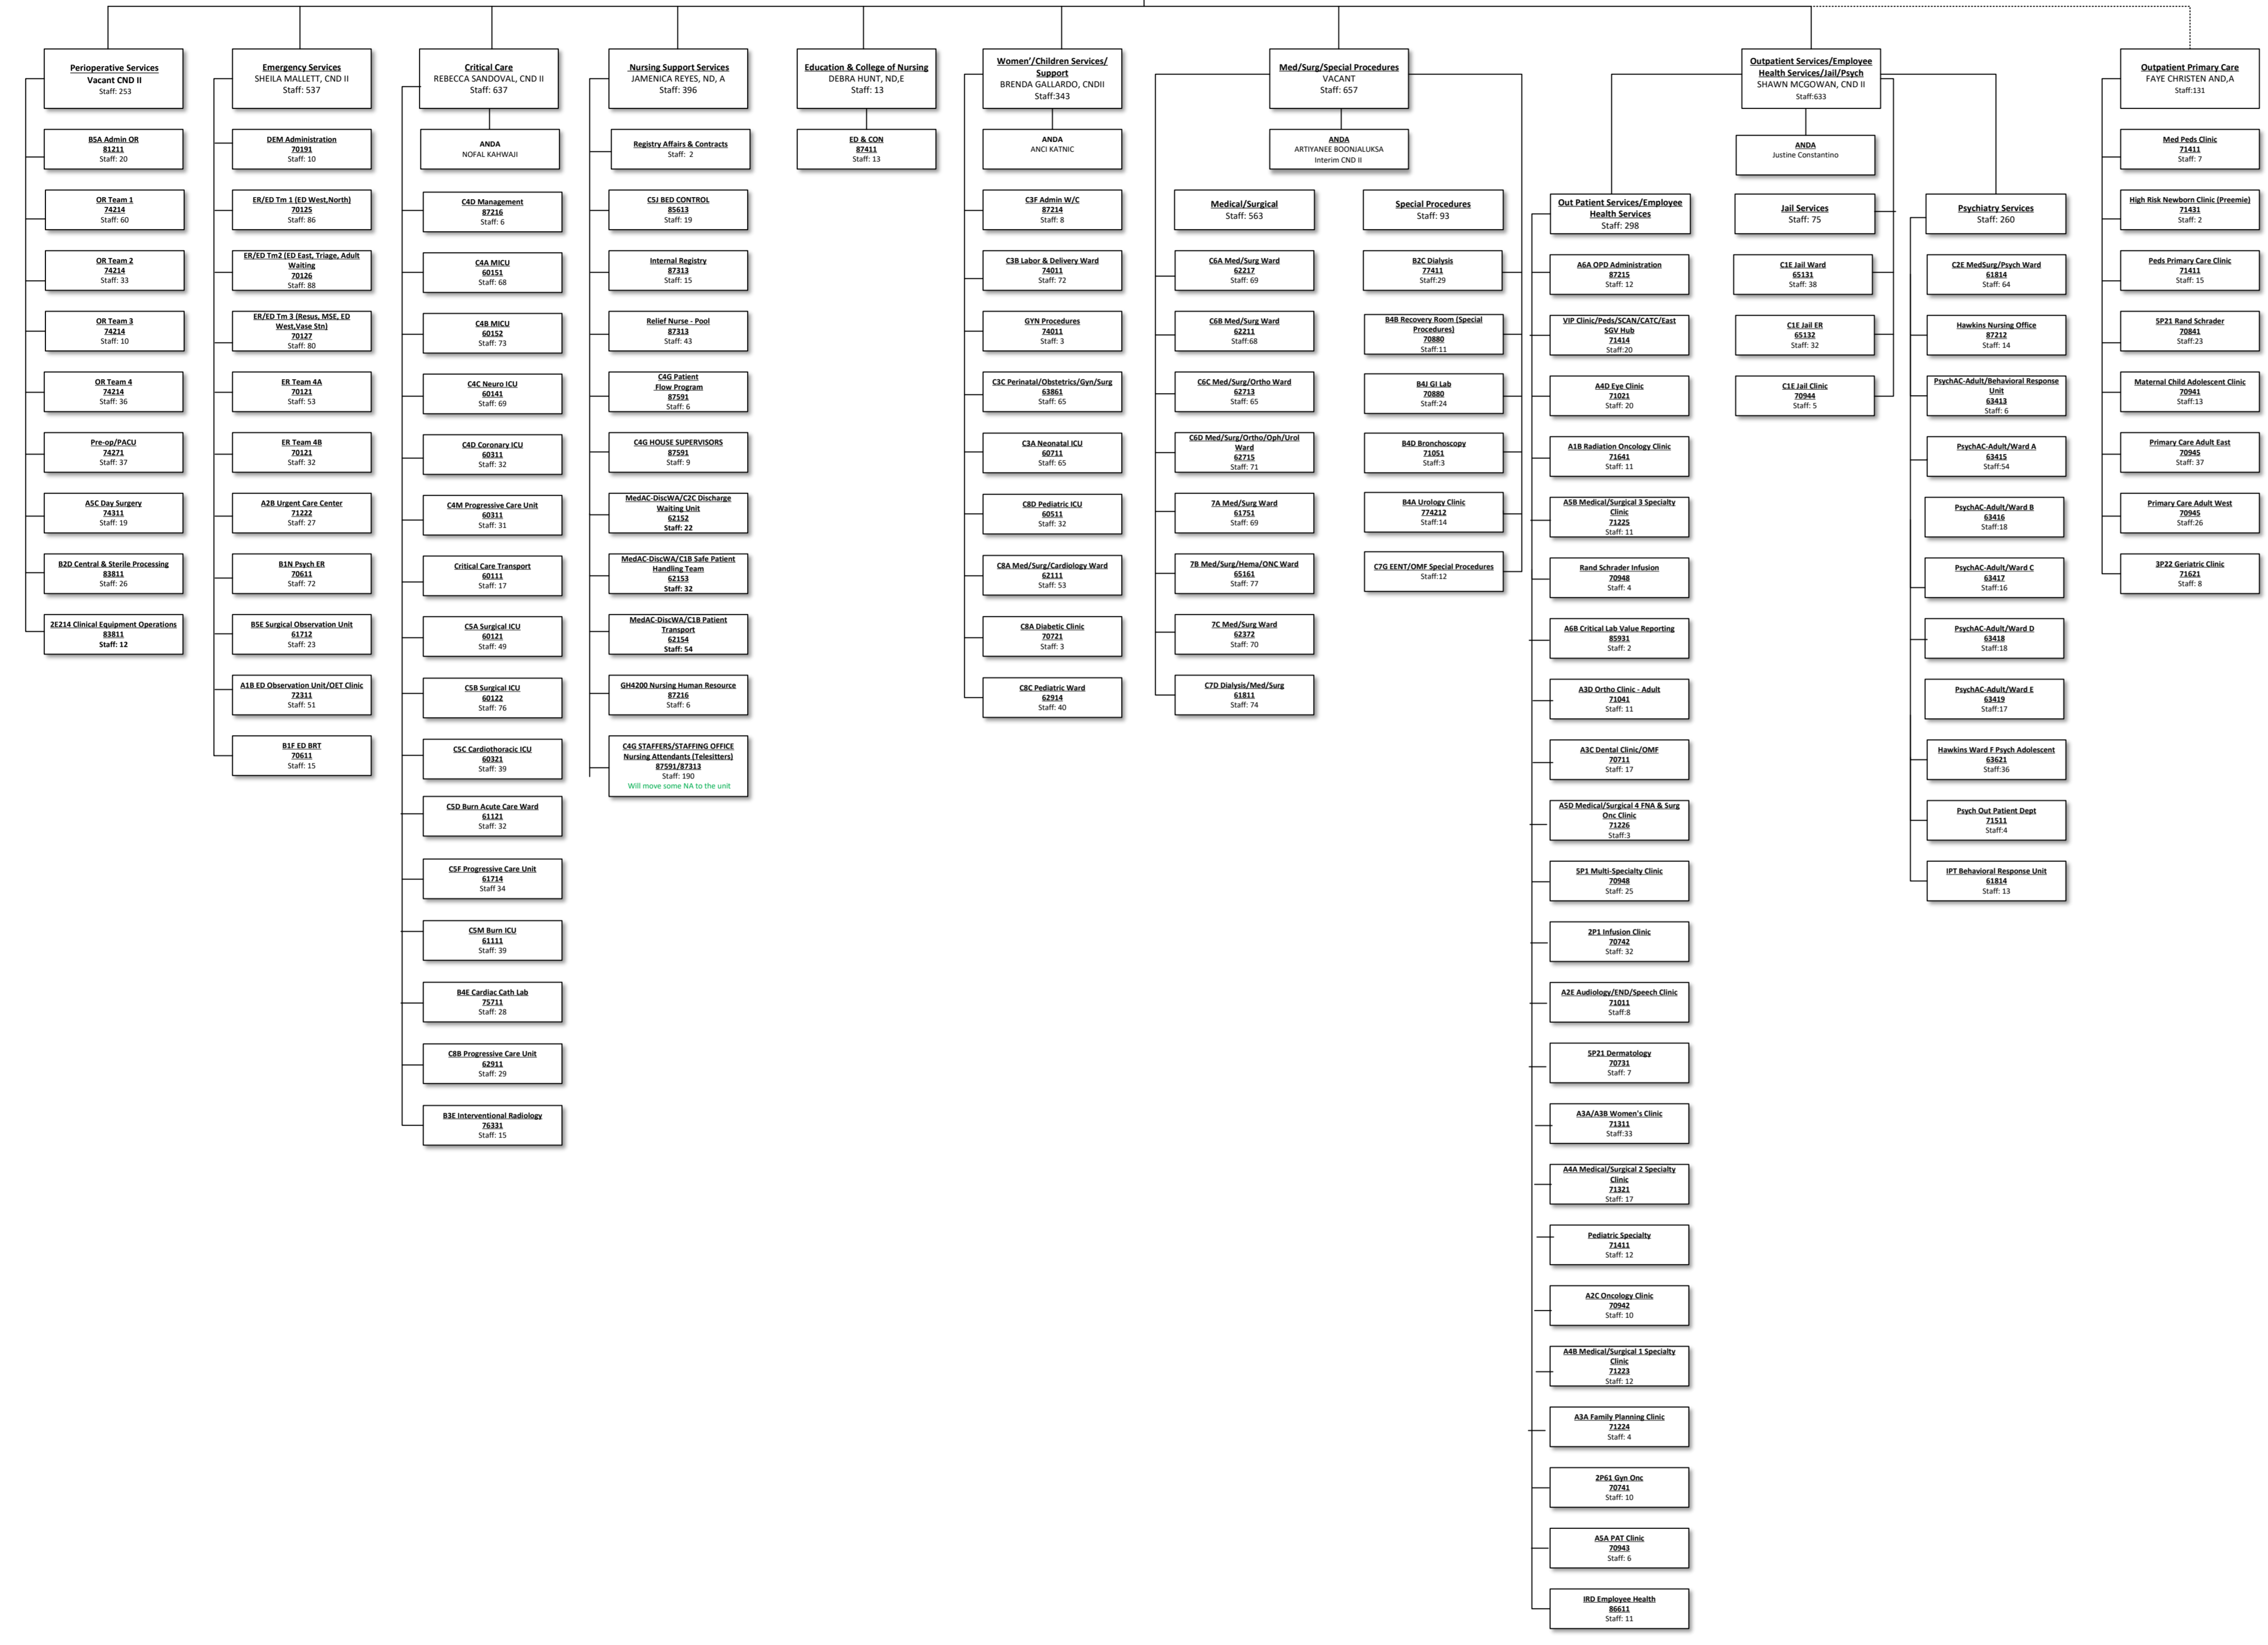 Perioperative Services
Vacant CND II
Staff: 253
B5A Admin OR
81211
Staff: 20
OR Team 1
74214
Staff: 60
OR Team 2
74214
Staff: 33
OR Team 3
74214
Staff: 10
OR Team 4
74214
Staff: 36
Pre-op/PACU
74271
Staff: 37
A5C Day Surgery
74311
Staff: 19
B2D Central & Sterile Processing
83811
Staff: 26
2E214 Clinical Equipment Operations
83811
Staff: 12
Emergency Services
SHEILA MALLETT, CND II
Staff: 537
DEM Administration
70191
Staff: 10
ER/ED Tm 1 (ED West,North)
70125
Staff: 86
ER/ED Tm2 (ED East, Triage, Adult
Waiting
70126
Staff: 88
ER/ED Tm 3 (Resus, MSE, ED
West,Vase Stn)
70127
Staff: 80
ER Team 4A
70121
Staff: 53
ER Team 4B
70121
Staff: 32
A2B Urgent Care Center
71222
Staff: 27
B1N Psych ER
70611
Staff: 72
B5E Surgical Observation Unit
61712
Staff: 23
A1B ED Observation Unit/OET Clinic
72311
Staff: 51
B1F ED BRT
70611
Staff: 15
Critical Care
REBECCA SANDOVAL, CND II
Staff: 637
ANDA
NOFAL KAHWAJI
C4D Management
87216
Staff: 6
C4A MICU
60151
Staff: 68
C4B MICU
60152
Staff: 73
C4C Neuro ICU
60141
Staff: 69
C4D Coronary ICU
60311
Staff: 32
C4M Progressive Care Unit
60311
Staff: 31
Critical Care Transport
60111
Staff: 17
C5A Surgical ICU
60121
Staff: 49
C5B Surgical ICU
60122
Staff: 76
C5C Cardiothoracic ICU
60321
Staff: 39
C5D Burn Acute Care Ward
61121
Staff: 32
C5F Progressive Care Unit
61714
Staff 34
C5M Burn ICU
61111
Staff: 39
B4E Cardiac Cath Lab
75711
Staff: 28
C8B Progressive Care Unit
62911
Staff: 29
B3E Interventional Radiology
76331
Staff: 15
Nursing Support Services
JAMENICA REYES, ND, A
Staff: 396
Registry Affairs & Contracts
Staff: 2
C5J BED CONTROL
85613
Staff: 19
Internal Registry
87313
Staff: 15
Relief Nurse - Pool
87313
Staff: 43
C4G Patient
Flow Program
87591
Staff: 6
C4G HOUSE SUPERVISORS
87591
Staff: 9
MedAC-DiscWA/C2C Discharge
Waiting Unit
62152
Staff: 22
MedAC-DiscWA/C1B Safe Patient
Handling Team
62153
Staff: 32
MedAC-DiscWA/C1B Patient
Transport
62154
Staff: 54
GH4200 Nursing Human Resource
87216
Staff: 6
C4G STAFFERS/STAFFING OFFICE
Nursing Attendants (Telesitters)
87591/87313
Staff: 190
Will move some NA to the unit
Education & College of Nursing
DEBRA HUNT, ND,E
Staff: 13
ED & CON
87411
Staff: 13
Women'/Children Services/
Support
BRENDA GALLARDO, CNDII
Staff:343
ANDA
ANCI KATNIC
C3F Admin W/C
87214
Staff: 8
C3B Labor & Delivery Ward
74011
Staff: 72
GYN Procedures
74011
Staff: 3
C3C Perinatal/Obstetrics/Gyn/Surg
63861
Staff: 65
C3A Neonatal ICU
60711
Staff: 65
C8D Pediatric ICU
60511
Staff: 32
C8A Med/Surg/Cardiology Ward
62111
Staff: 53
C8A Diabetic Clinic
70721
Staff: 3
C8C Pediatric Ward
62914
Staff: 40
Med/Surg/Special Procedures
VACANT
Staff: 657
ANDA
ARTIYANEE BOONJALUKSA
Interim CND II
Medical/Surgical
Staff: 563
C6A Med/Surg Ward
62217
Staff: 69
C6B Med/Surg Ward
62211
Staff:68
C6C Med/Surg/Ortho Ward
62713
Staff: 65
C6D Med/Surg/Ortho/Oph/Urol
Ward
62715
Staff: 71
7A Med/Surg Ward
61751
Staff: 69
7B Med/Surg/Hema/ONC Ward
65161
Staff: 77
7C Med/Surg Ward
62372
Staff: 70
C7D Dialysis/Med/Surg
61811
Staff: 74
Special Procedures
Staff: 93
B2C Dialysis
77411
Staff:29
B4B Recovery Room (Special
Procedures)
70880
Staff:11
B4J GI Lab
70880
Staff:24
B4D Bronchoscopy
71051
Staff:3
B4A Urology Clinic
774212
Staff:14
C7G EENT/OMF Special Procedures
Staff:12
Outpatient Services/Employee
Health Services/Jail/Psych
SHAWN MCGOWAN, CND II
Staff:633
ANDA
Justine Constantino
Out Patient Services/Employee
Health Services
Staff: 298
A6A OPD Administration
87215
Staff: 12
VIP Clinic/Peds/SCAN/CATC/East
SGV Hub
71414
Staff:20
A4D Eye Clinic
71021
Staff: 20
A1B Radiation Oncology Clinic
71641
Staff: 11
A5B Medical/Surgical 3 Specialty
Clinic
71225
Staff: 11
Rand Schrader Infusion
70948
Staff: 4
A6B Critical Lab Value Reporting
85931
Staff: 2
A3D Ortho Clinic - Adult
71041
Staff: 11
A3C Dental Clinic/OMF
70711
Staff: 17
A5D Medical/Surgical 4 FNA & Surg
Onc Clinic
71226
Staff:3
5P1 Multi-Specialty Clinic
70948
Staff: 25
2P1 Infusion Clinic
70742
Staff: 32
A2E Audiology/END/Speech Clinic
71011
Staff:8
5P21 Dermatology
70731
Staff: 7
A3A/A3B Women's Clinic
71311
Staff:33
A4A Medical/Surgical 2 Specialty
Clinic
71321
Staff: 17
Pediatric Specialty
71411
Staff: 12
A2C Oncology Clinic
70942
Staff: 10
A4B Medical/Surgical 1 Specialty
Clinic
71223
Staff: 12
A3A Family Planning Clinic
71224
Staff: 4
2P61 Gyn Onc
70741
Staff: 10
A5A PAT Clinic
70943
Staff: 6
IRD Employee Health
86611
Staff: 11
Jail Services
Staff: 75
C1E Jail Ward
65131
Staff: 38
C1E Jail ER
65132
Staff: 32
C1E Jail Clinic
70944
Staff: 5
Psychiatry Services
Staff: 260
C2E MedSurg/Psych Ward
61814
Staff: 64
Hawkins Nursing Office
87212
Staff: 14
PsychAC-Adult/Behavioral Response
Unit
63413
Staff: 6
PsychAC-Adult/Ward A
63415
Staff:54
PsychAC-Adult/Ward B
63416
Staff:18
PsychAC-Adult/Ward C
63417
Staff:16
PsychAC-Adult/Ward D
63418
Staff:18
PsychAC-Adult/Ward E
63419
Staff:17
Hawkins Ward F Psych Adolescent
63621
Staff:36
Psych Out Patient Dept
71511
Staff:4
IPT Behavioral Response Unit
61814
Staff: 13
Outpatient Primary Care
FAYE CHRISTEN AND,A
Staff:131
Med Peds Clinic
71411
Staff: 7
High Risk Newborn Clinic (Preemie)
71431
Staff: 2
Peds Primary Care Clinic
71411
Staff: 15
5P21 Rand Schrader
70841
Staff:23
Maternal Child Adolescent Clinic
70941
Staff:13
Primary Care Adult East
70945
Staff: 37
Primary Care Adult West
70945
Staff:26
3P22 Geriatric Clinic
71621
Staff: 8